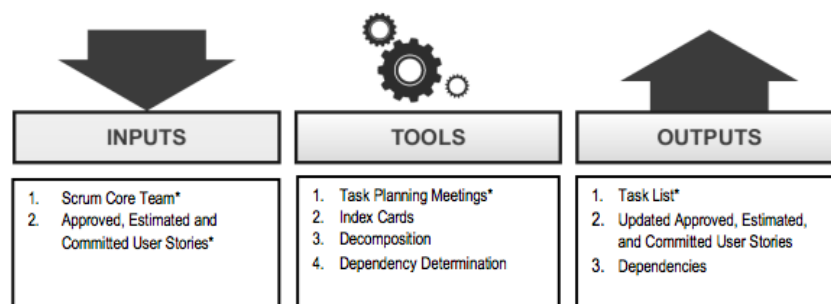 INPUTS
1. Scrum Core Team*
2. Approved, Estimated and
Committed User Stories*
TOOLS
1. Task Planning Meetings*
2. Index Cards
3. Decomposition
4. Dependency Determination
OUTPUTS
1. Task List*
2. Updated Approved, Estimated,
and Committed User Stories
3. Dependencies